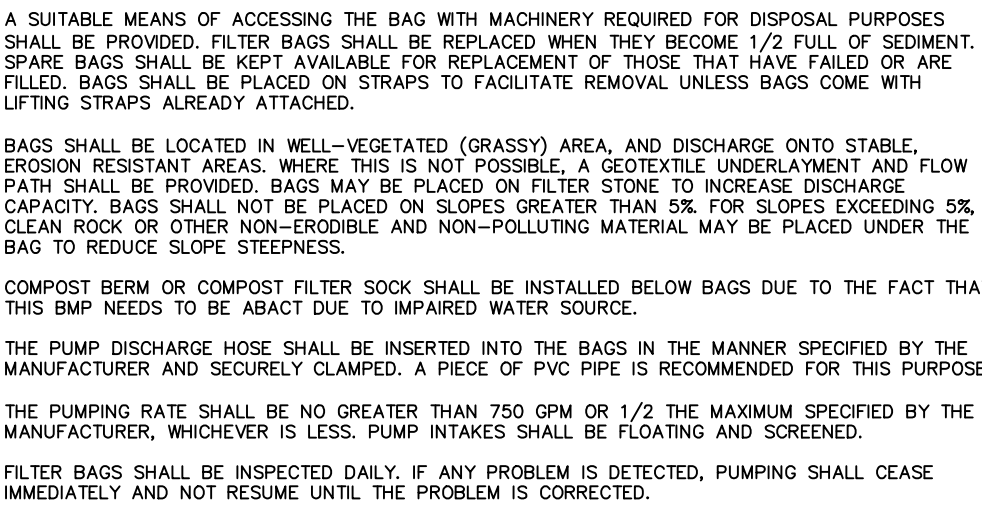 A SUITABLE MEANS OF ACCESSING THE BAG WITH MACHINERY REQUIRED FOR DISPOSAL PURPOSES
SHALL BE PROVIDED. FILTER BAGS SHALL BE REPLACED WHEN THEY BECOME 1/2 FULL OF SEDIMENT.
SPARE BAGS SHALL BE KEPT AVAILABLE FOR REPLACEMENT OF THOSE THAT HAVE FAILED OR ARE
FILLED. BAGS SHALL BE PLACED ON STRAPS TO FACILITATE REMOVAL UNLESS BAGS COME WITH
LIFTING STRAPS ALREADY ATTACHED.

BAGS SHALL BE LOCATED IN WELL-VEGETATED (GRASSY) AREA, AND DISCHARGE ONTO STABLE,
EROSION RESISTANT AREAS. WHERE THIS IS NOT POSSIBLE, A GEOTEXTILE UNDERLAYMENT AND FLOW
PATH SHALL BE PROVIDED. BAGS MAY BE PLACED ON FILTER STONE TO INCREASE DISCHARGE
CAPACITY. BAGS SHALL NOT BE PLACED ON SLOPES GREATER THAN 5%. FOR SLOPES EXCEEDING 5%,
CLEAN ROCK OR OTHER NON-ERODIBLE AND NON-POLLUTING MATERIAL MAY BE PLACED UNDER THE
BAG TO REDUCE SLOPE STEEPNESS.

COMPOST BERM OR COMPOST FILTER SOCK SHALL BE INSTALLED BELOW BAGS DUE TO THE FACT THA
THIS BMP NEEDS TO BE ABACT DUE TO IMPAIRED WATER SOURCE.

THE PUMP DISCHARGE HOSE SHALL BE INSERTED INTO THE BAGS IN THE MANNER SPECIFIED BY THE
MANUFACTURER AND SECURELY CLAMPED. A PIECE OF PVC PIPE IS RECOMMENDED FOR THIS PURPOSE

THE PUMPING RATE SHALL BE NO GREATER THAN 750 GPM OR 1/2 THE MAXIMUM SPECIFIED BY THE
MANUFACTURER, WHICHEVER IS LESS. PUMP INTAKES SHALL BE FLOATING AND SCREENED.

FILTER BAGS SHALL BE INSPECTED DAILY. IF ANY PROBLEM IS DETECTED, PUMPING SHALL CEASE
IMMEDIATELY AND NOT RESUME UNTIL THE PROBLEM IS CORRECTED.